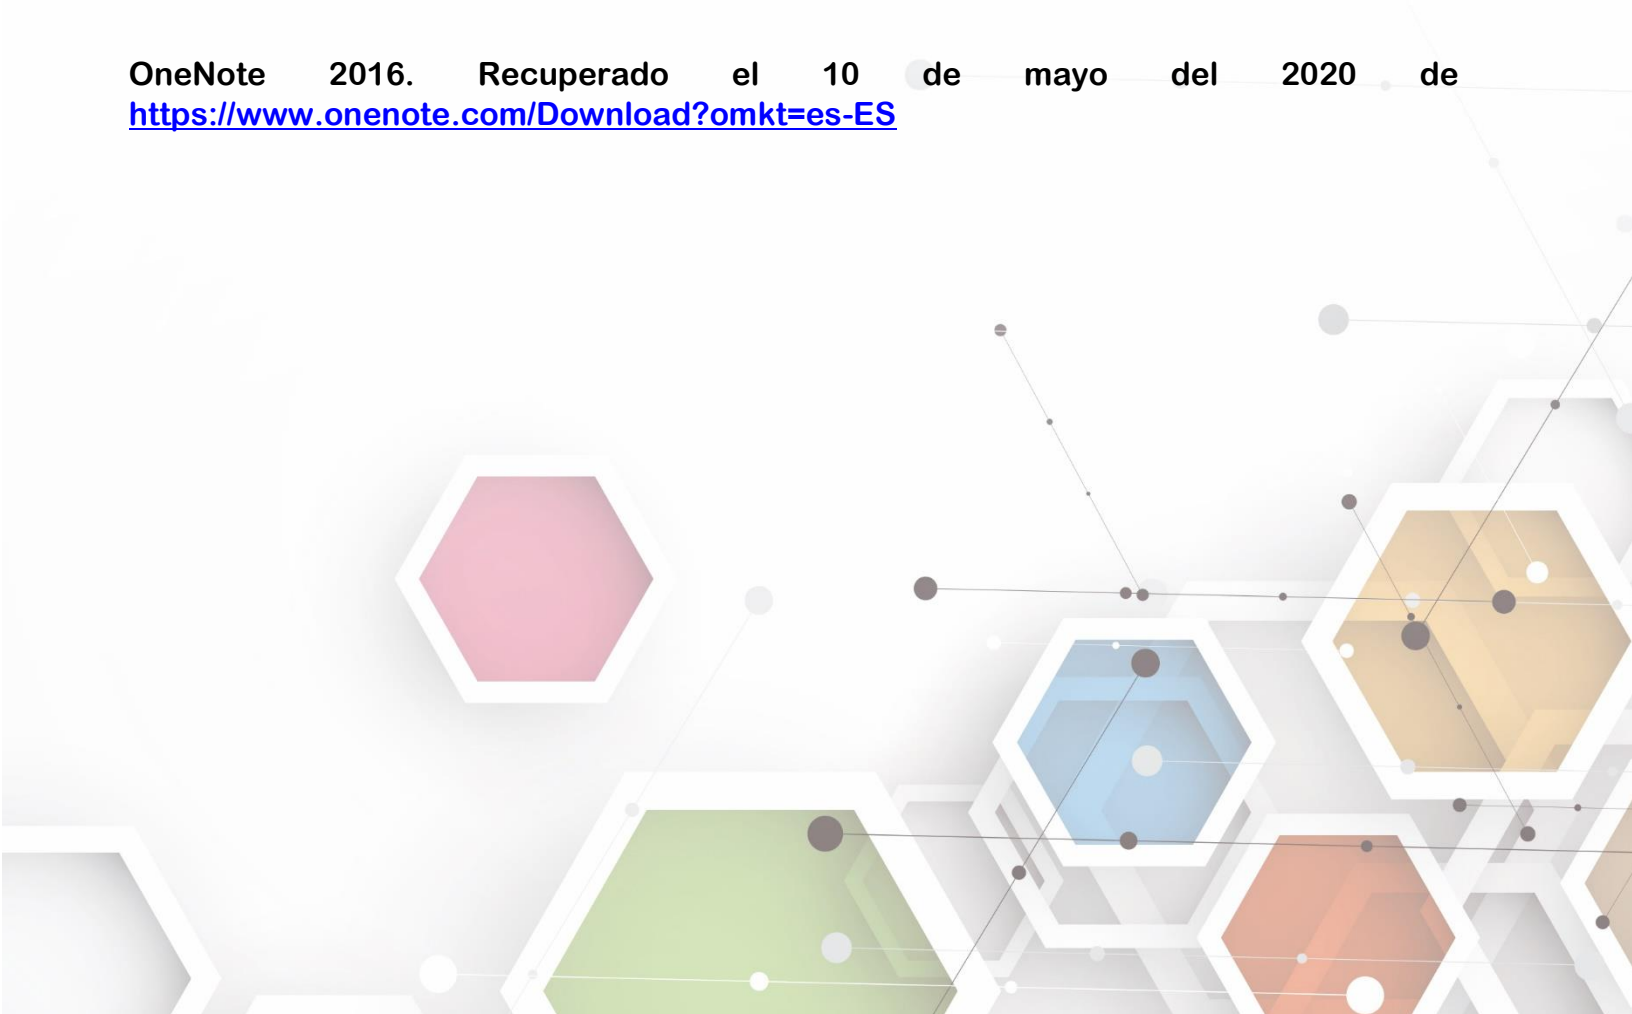 OneNote 2016. Recuperado el 10 de mayo del 2020 de
https://www.onenote.com/Download?omkt=es-ES